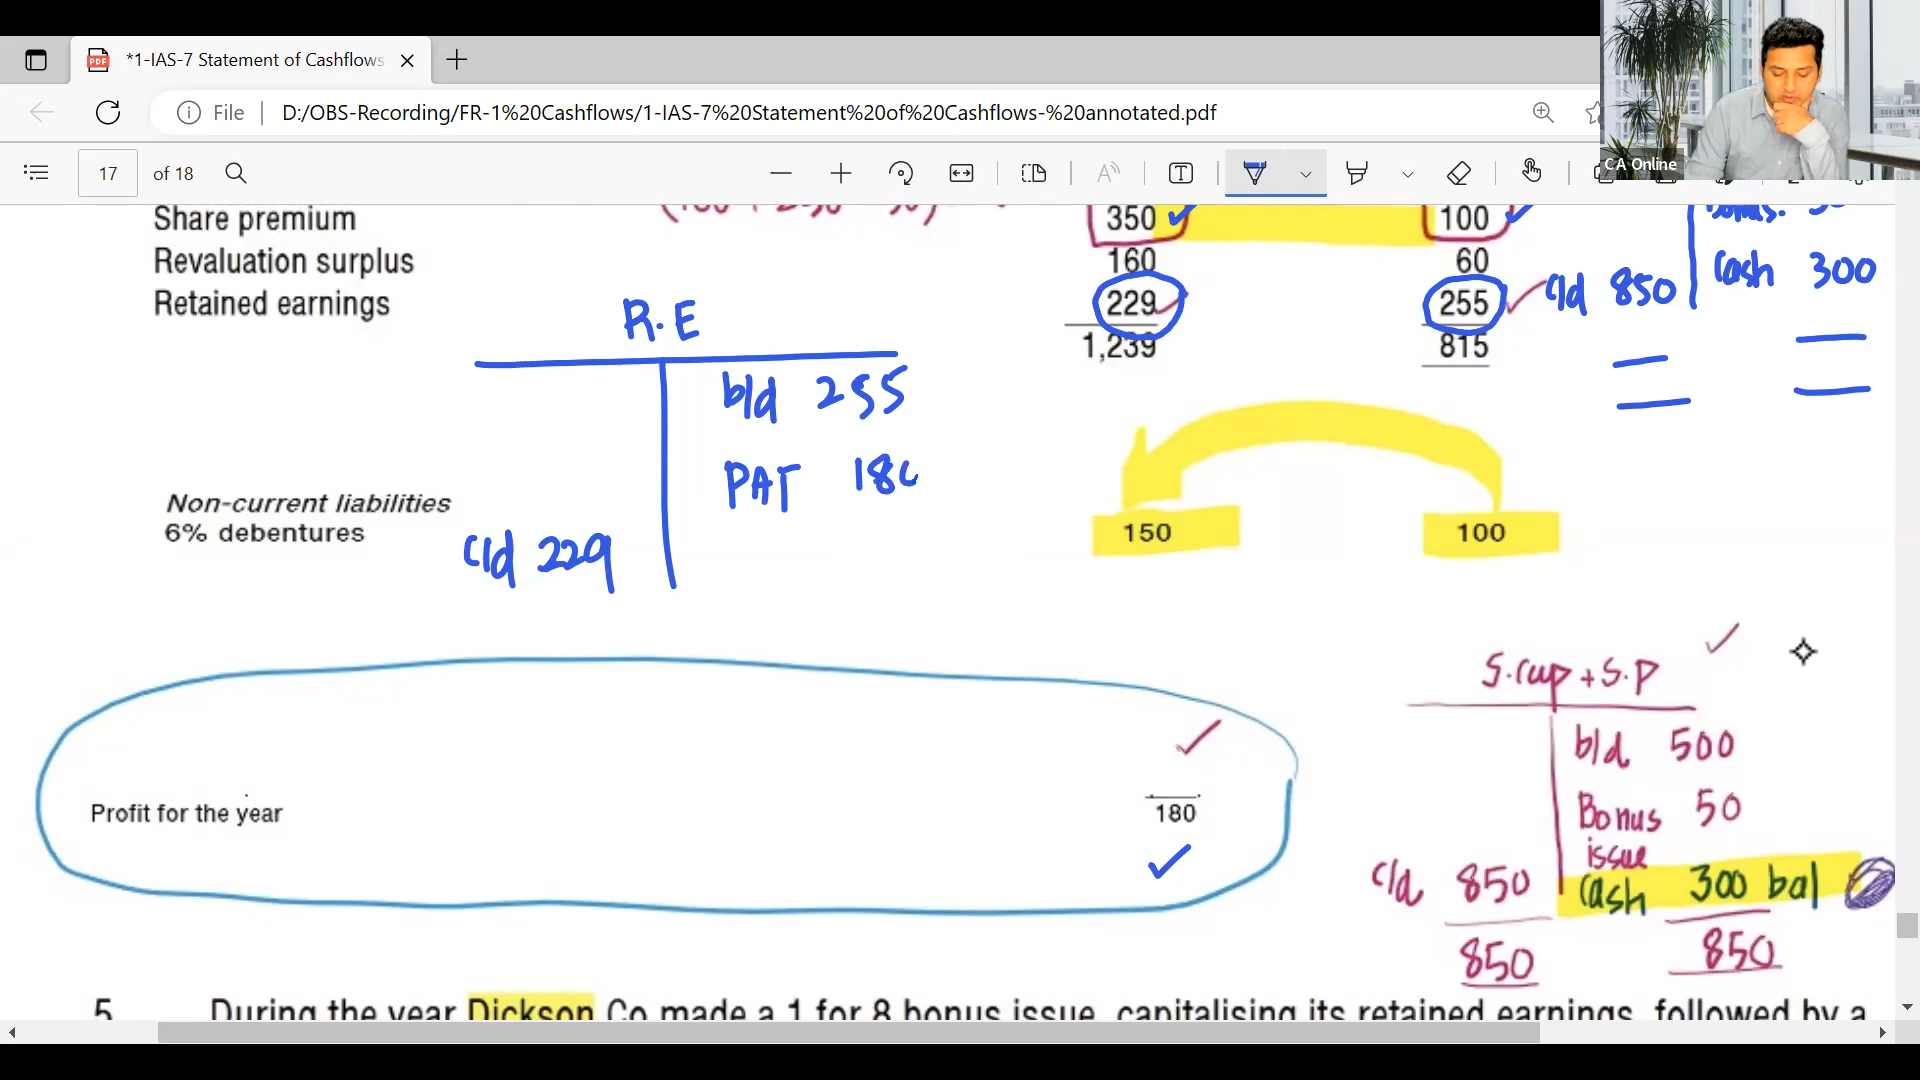 *1-IAS-7 Statement of Cashflows
File
D:/OBS-Recording/FR-1%20Cashflows/1-IAS-7%20Statement%20of%20Cashflows-%20annotated.pdf
C A Online
17 of 18
Share premium 350 100
Revaluation surplus 160 60
Retained earnings 229 255
1,239 815
Cash 300
c/d 850
R.E
b/d 255
PAT 180
c/d 229
Non-current liabilities
6% debentures 150 100
S.cap + S.P
b/d 500
Bonus issue 50
c/d 850 Cash 300 bal
850 850
Profit for the year 180
5 During the year Dickson Co made a 1 for 8 bonus issue, capitalising its retained earnings, followed by a